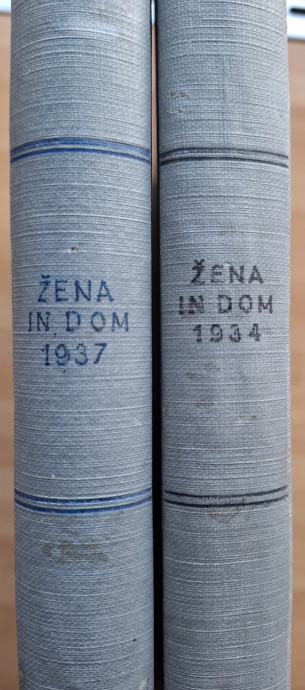 ŽENA
IN DOM
1937
ŽENA
IN DOM
1934